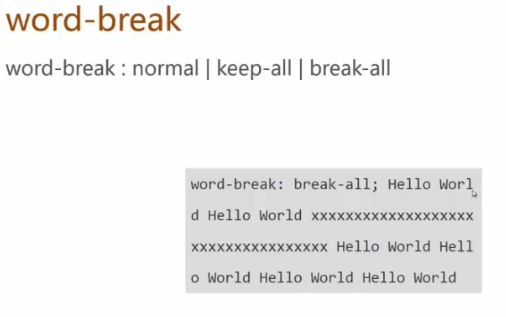 word-break
word-break : normal | keep-all | break-all
word-break: break-all; Hello Worl
d Hello World xxxxxxxxxxxxxxxxxxx
xxxxxxxxxxxxxxxx Hello World Hell
o World Hello World Hello World